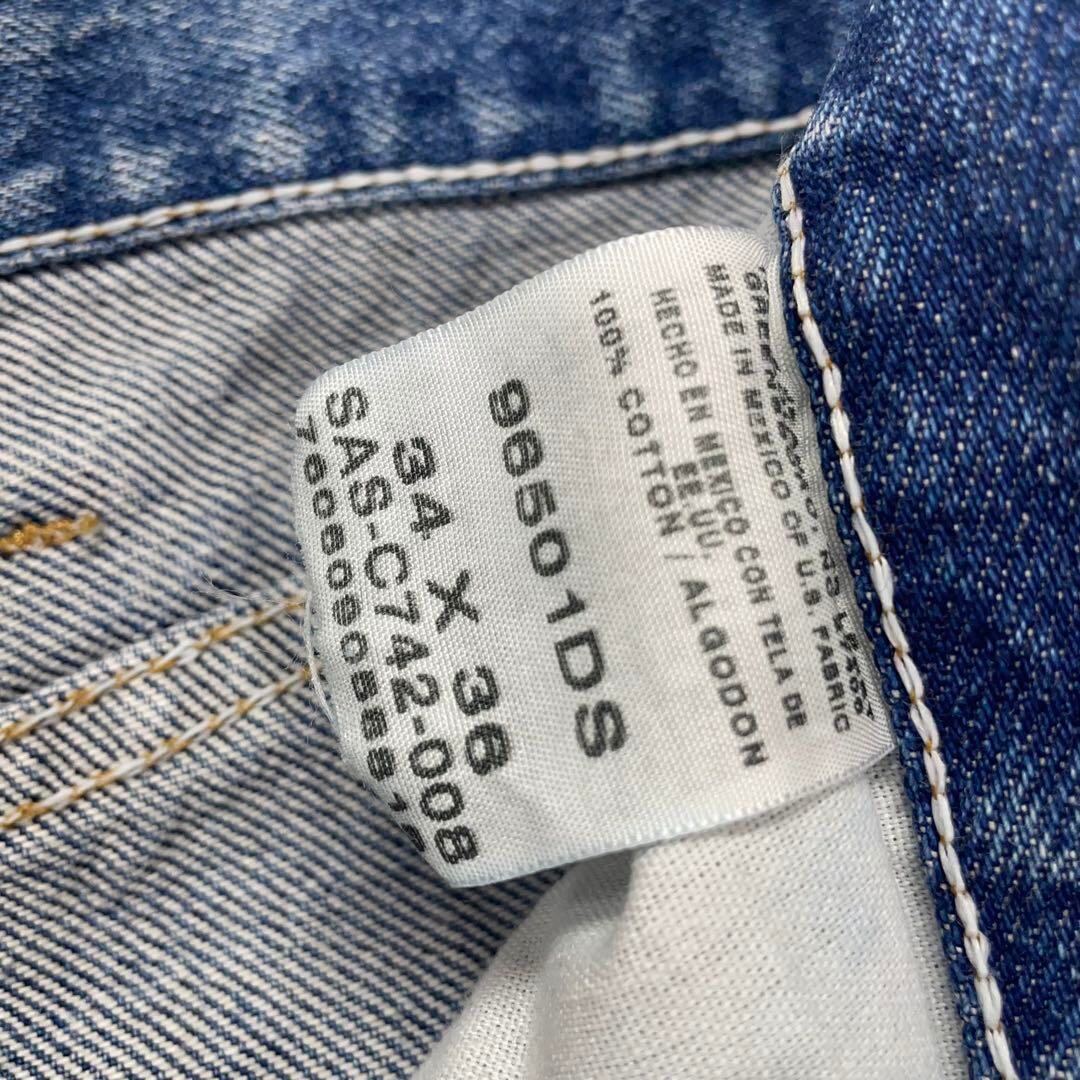 MADE IN MEXICO OF U.S. FABRIC
HECHO EN MEXICO CON TELA DE
EE.UU.
100% COTTON / ALGODON
96501DS
34 X 36
SAS-C742-008